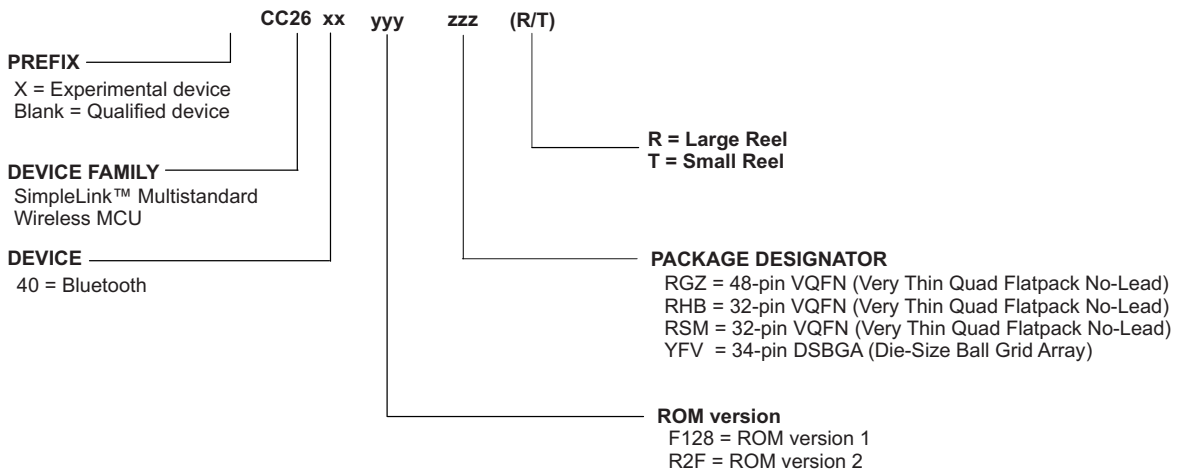 CC26 xx yyy zzz (R/T)
PREFIX
X = Experimental device
Blank = Qualified device
R = Large Reel
T = Small Reel
DEVICE FAMILY
SimpleLink™ Multistandard
Wireless MCU
DEVICE
40 = Bluetooth
PACKAGE DESIGNATOR
RGZ = 48-pin VQFN (Very Thin Quad Flatpack No-Lead)
RHB = 32-pin VQFN (Very Thin Quad Flatpack No-Lead)
RSM = 32-pin VQFN (Very Thin Quad Flatpack No-Lead)
YFV = 34-pin DSBGA (Die-Size Ball Grid Array)
ROM version
F128 = ROM version 1
R2F = ROM version 2